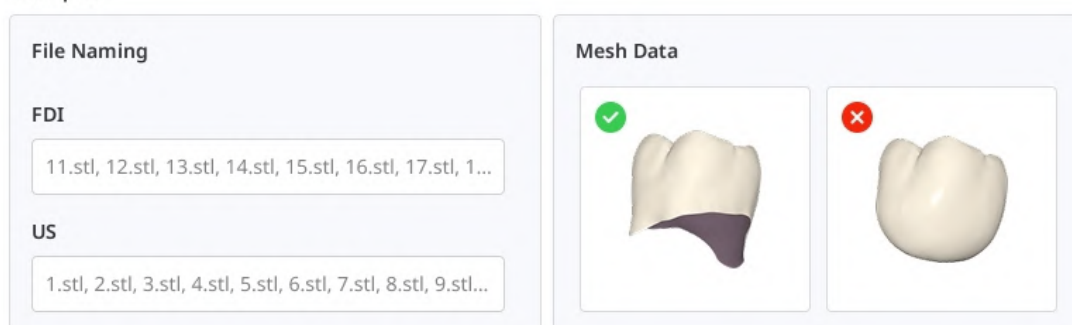 File Naming
FDI
11.stl, 12.stl, 13.stl, 14.stl, 15.stl, 16.stl, 17.stl, 1...
US
1.stl, 2.stl, 3.stl, 4.stl, 5.stl, 6.stl, 7.stl, 8.stl, 9.stl...
Mesh Data